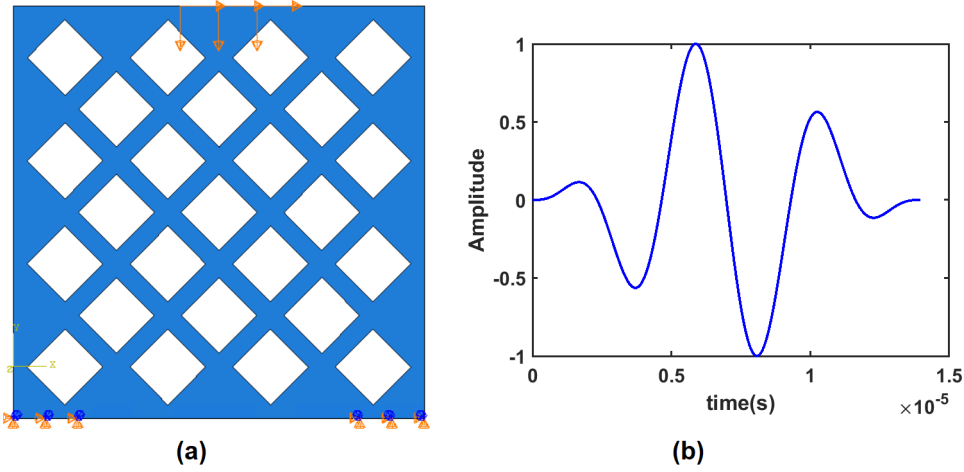 Y
Z
X
(a)
1
0.5
0
-0.5
-1
Amplitude
0
0.5
1
1.5
×10⁻⁵
time(s)
(b)